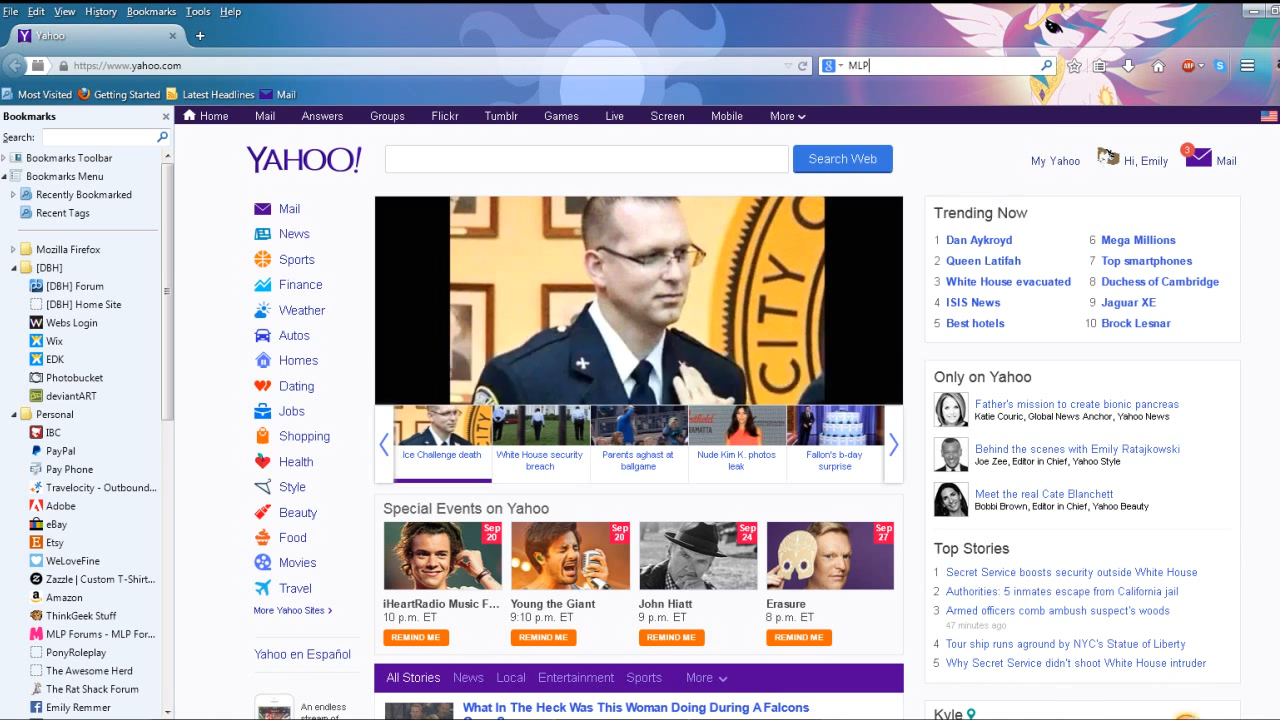 File Edit View History Bookmarks Tools Help
Yahoo
https://www.yahoo.com
MLP
Most Visited Getting Started Latest Headlines Mail
Bookmarks
Search:
Bookmarks Toolbar
Bookmarks Menu
Recently Bookmarked
Recent Tags
Mozilla Firefox
[DBH]
[DBH] Forum
[DBH] Home Site
Webs Login
Wix
EDK
Photobucket
deviantART
Personal
IBC
PayPal
Pay Phone
Travelocity - Outbound...
Adobe
eBay
Etsy
WeLoveFine
Zazzle | Custom T-Shirt...
Amazon
ThinkGeek Stuff
MLP Forums - MLP For...
PonyRoleplay
The Awesome Herd
The Rat Shack Forum
Emily Remmer
Home Mail Answers Groups Flickr Tumblr Games Live Screen Mobile More
YAHOO!
Search Web
My Yahoo
Hi, Emily
3
Mail
Mail
News
Sports
Finance
Weather
Autos
Homes
Dating
Jobs
Shopping
Health
Style
Beauty
Food
Movies
Travel
More Yahoo Sites >
Yahoo en Español
An endless
stream of
CITY
Ice Challenge death
White House security
breach
Parents aghast at
ballgame
Nude Kim K. photos
leak
Fallon's b-day
surprise
Special Events on Yahoo
Sep
20
iHeartRadio Music F...
10 p.m. ET
REMIND ME
Sep
20
Young the Giant
9:10 p.m. ET
REMIND ME
Sep
24
John Hiatt
9 p.m. ET
REMIND ME
Sep
27
Erasure
8 p.m. ET
REMIND ME
All Stories News Local Entertainment Sports More
What In The Heck Was This Woman Doing During A Falcons
Trending Now
1 Dan Aykroyd
2 Queen Latifah
3 White House evacuated
4 ISIS News
5 Best hotels
6 Mega Millions
7 Top smartphones
8 Duchess of Cambridge
9 Jaguar XE
10 Brock Lesnar
Only on Yahoo
Father's mission to create bionic pancreas
Katie Couric, Global News Anchor, Yahoo News
Behind the scenes with Emily Ratajkowski
Joe Zee, Editor in Chief, Yahoo Style
Meet the real Cate Blanchett
Bobbi Brown, Editor in Chief, Yahoo Beauty
Top Stories
1 Secret Service boosts security outside White House
2 Authorities: 5 inmates escape from California jail
3 Armed officers comb ambush suspect's woods
47 minutes ago
4 Tour ship runs aground by NYC's Statue of Liberty
5 Why Secret Service didn't shoot White House intruder
Kyle